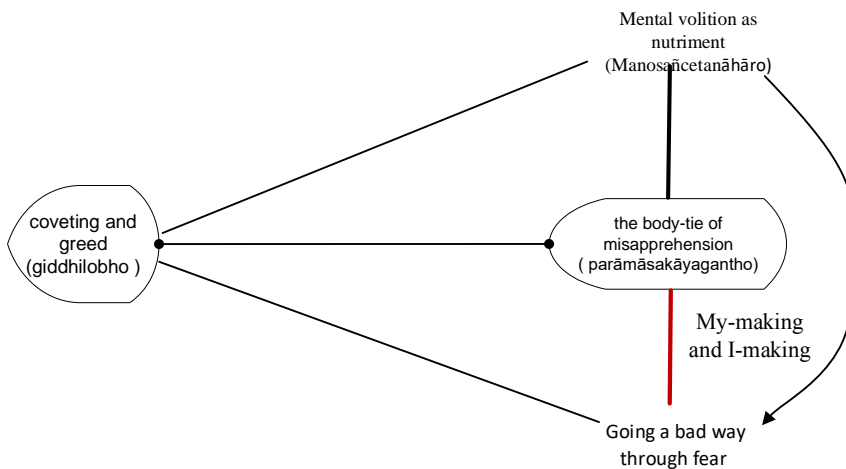 Mental volition as
nutriment
(Manosañcetanāhāro)
coveting and
greed
(giddhilobho )
the body-tie of
misapprehension
( parāmāsakāyagantho)
My-making
and I-making
Going a bad way
through fear